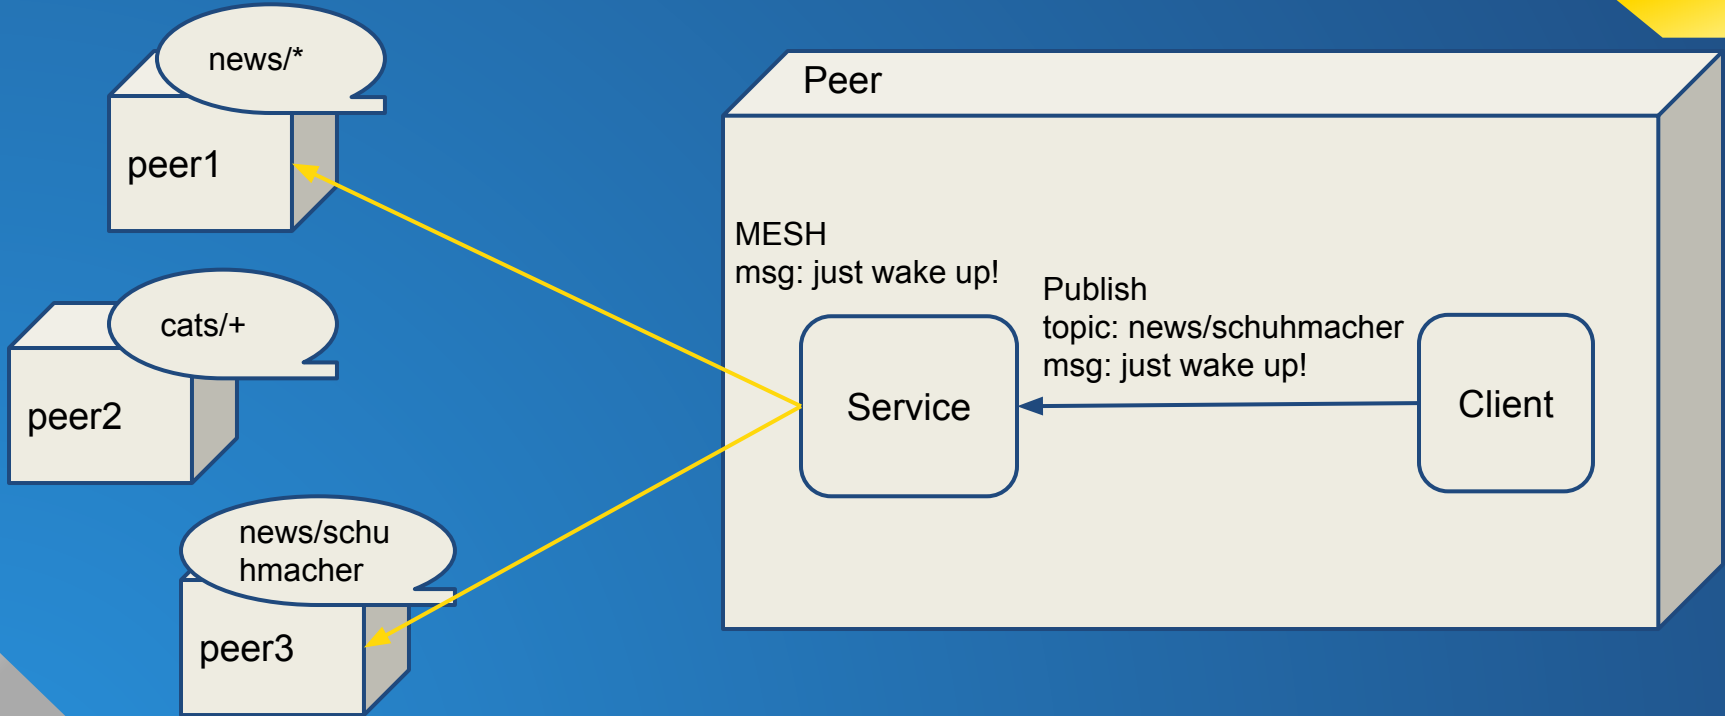 news/*
peer1
cats/+
peer2
news/schu
hmacher
peer3
Peer
MESH
msg: just wake up!
Publish
topic: news/schuhmacher
msg: just wake up!
Service
Client